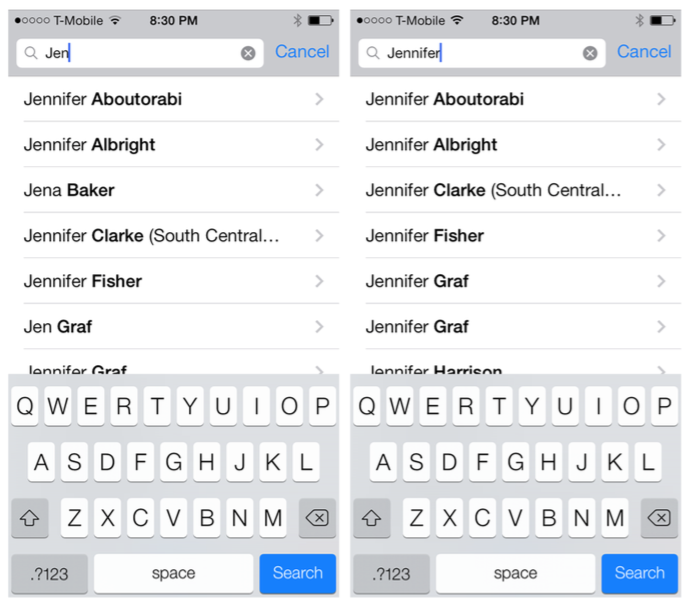 T-Mobile 8:30 PM
Jen Cancel
Jennifer Aboutorabi
Jennifer Albright
Jena Baker
Jennifer Clarke (South Central...
Jennifer Fisher
Jen Graf
Jennifer Graf
Q W E R T Y U I O P
A S D F G H J K L
Z X C V B N M
.?123 space Search
T-Mobile 8:30 PM
Jennifer Cancel
Jennifer Aboutorabi
Jennifer Albright
Jennifer Clarke (South Central...
Jennifer Fisher
Jennifer Graf
Jennifer Graf
Jennifer Harrison
Q W E R T Y U I O P
A S D F G H J K L
Z X C V B N M
.?123 space Search